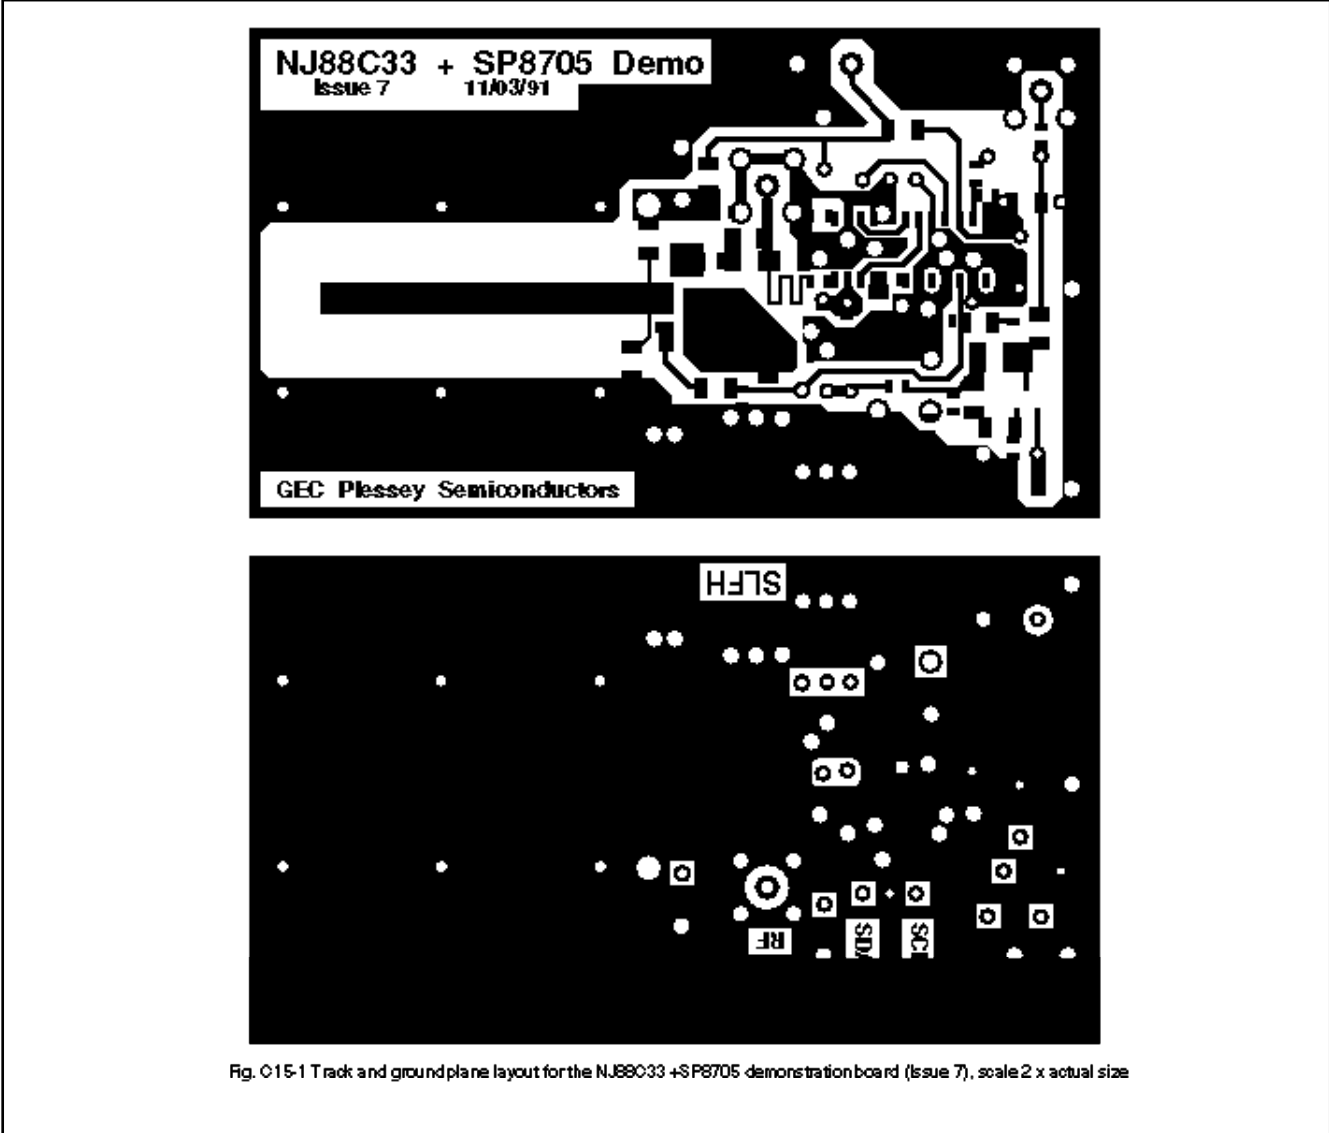 NJ88C33 + SP8705 Demo
Issue 7 11/03/91
GEC Plessey Semiconductors
SLFH
RF
SD
SC
Fig. C15-1 Track and ground plane layout for the NJ88C33 +SP8705 demonstration board (Issue 7), scale 2 x actual size